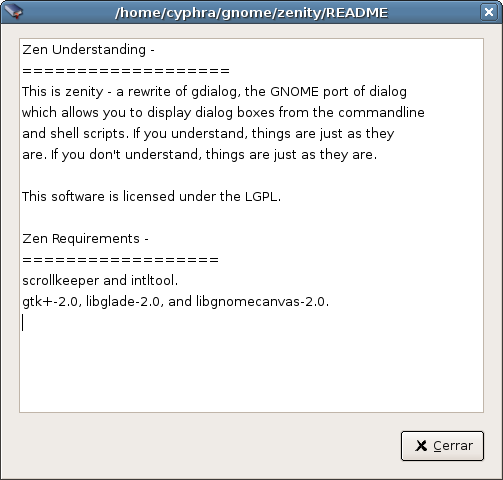 /home/cyphra/gnome/zenity/README
Zen Understanding -
===================
This is zenity - a rewrite of gdialog, the GNOME port of dialog
which allows you to display dialog boxes from the commandline
and shell scripts. If you understand, things are just as they
are. If you don't understand, things are just as they are.
This software is licensed under the LGPL.
Zen Requirements -
==================
scrollkeeper and intltool.
gtk+-2.0, libglade-2.0, and libgnomecanvas-2.0.
Cerrar